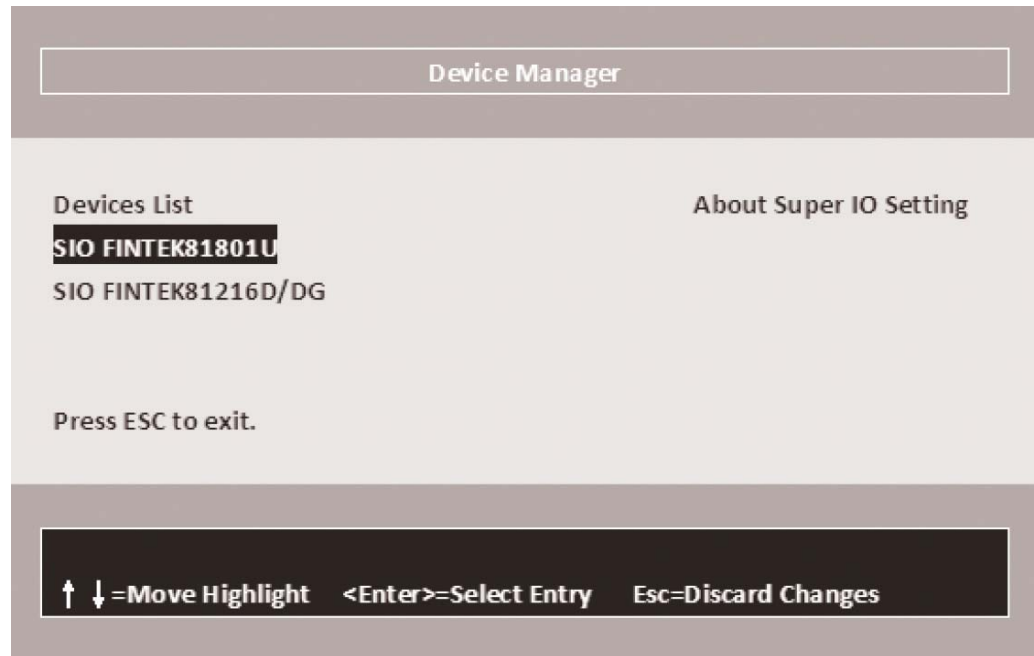 Device Manager
Devices List About Super IO Setting
SIO FINTEK81801U
SIO FINTEK81216D/DG
Press ESC to exit.
↑ ↓=Move Highlight <Enter>=Select Entry Esc=Discard Changes